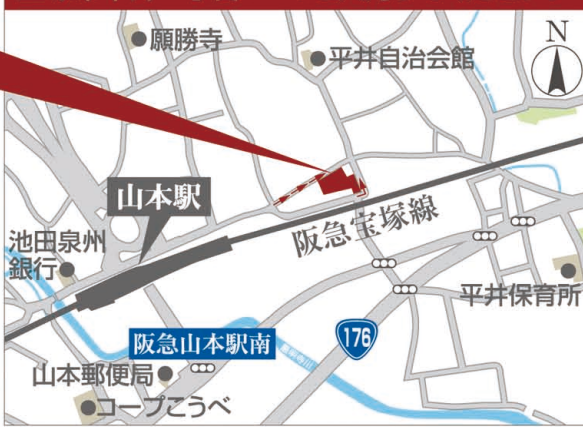 願勝寺
平井自治会館
N
山本駅
池田泉州
銀行
阪急宝塚線
平井保育所
阪急山本駅南
176
山本郵便局
コープこうべ